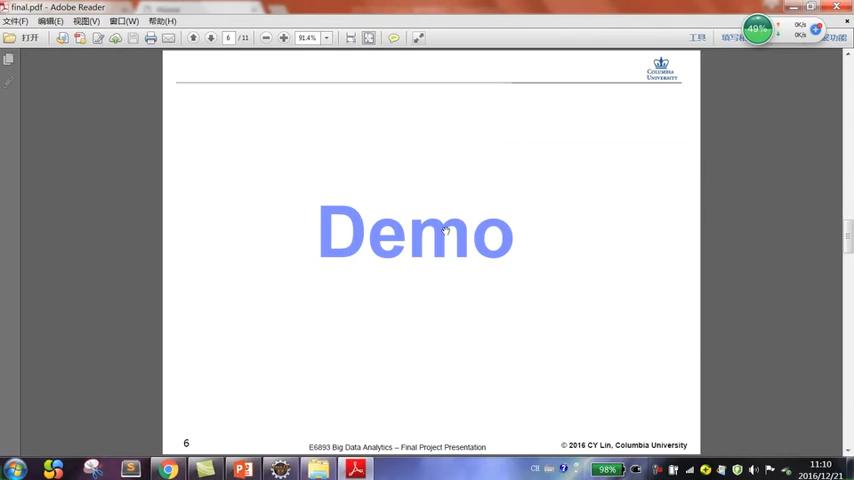 final.pdf - Adobe Reader
文件(F) 编辑(E) 视图(V) 窗口(W) 帮助(H)
打开 6 / 11 91.4% 工具
49% 0K/s
0K/s
COLUMBIA
UNIVERSITY
Demo
6 E6893 Big Data Analytics – Final Project Presentation © 2016 CY Lin, Columbia University
CH 98% 11:10
2016/12/21